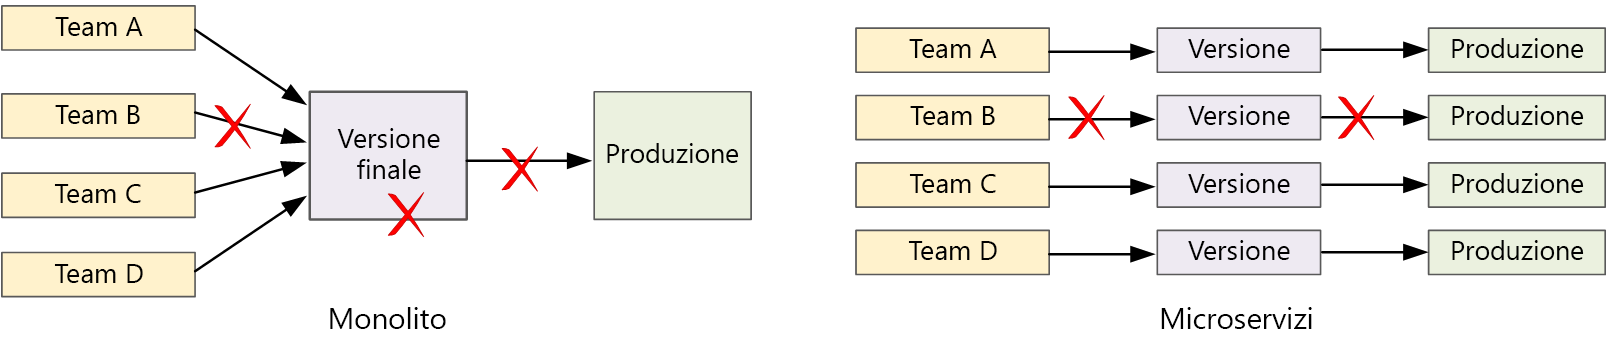 Team A
Team B
Team C
Team D
Versione
finale
Produzione
Monolito
Team A
Versione
Produzione
Team B
Versione
Produzione
Team C
Versione
Produzione
Team D
Versione
Produzione
Microservizi